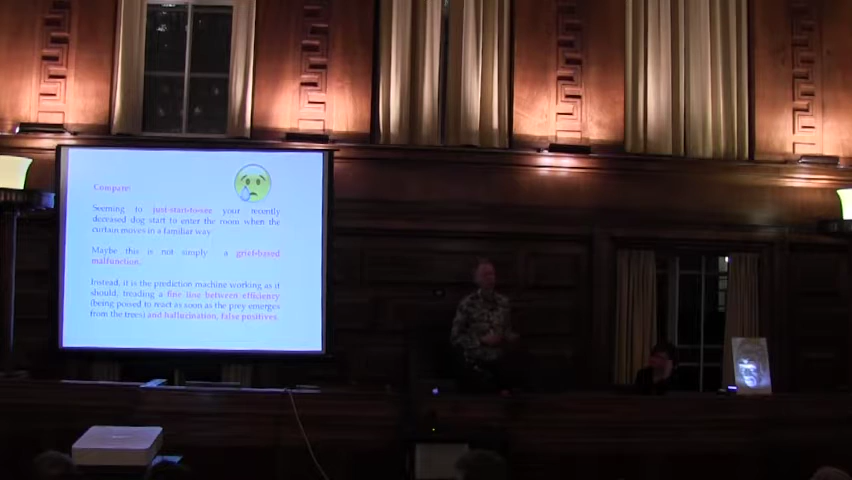 Compare:
Seeming to just-start-to-see your recently
deceased dog start to enter the room when the
curtain moves in a familiar way.
Maybe this is not simply a grief-based
malfunction.
Instead, it is the prediction machine working as it
should, treading a fine line between efficiency
(being poised to react as soon as the prey emerges
from the trees) and hallucination, false positives.